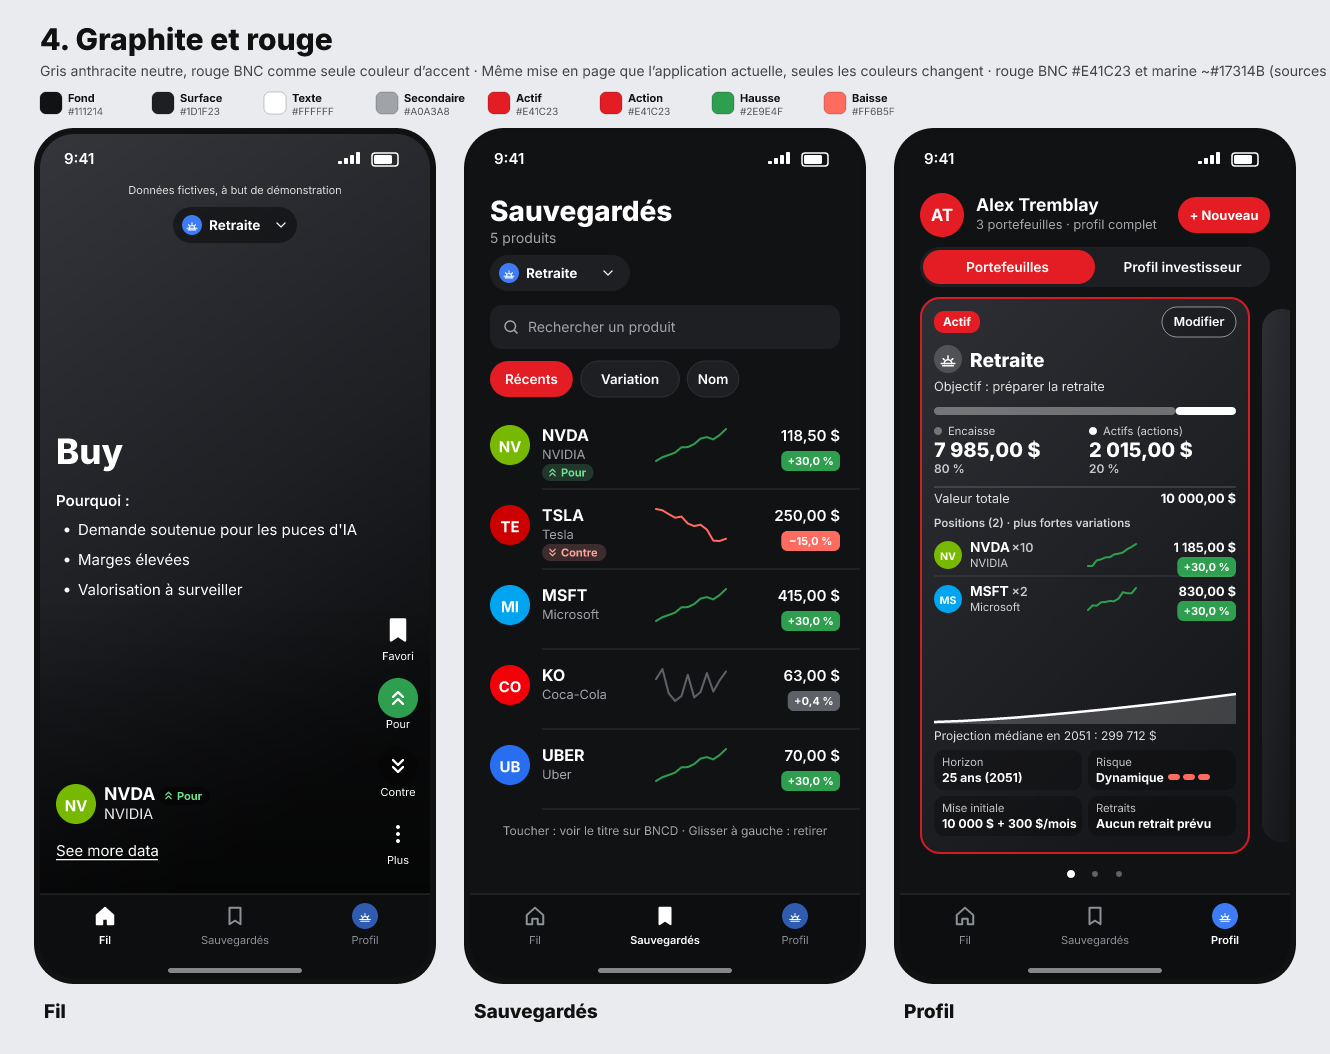 4. Graphite et rouge
Gris anthracite neutre, rouge BNC comme seule couleur d'accent · Même mise en page que l'application actuelle, seules les couleurs changent · rouge BNC #E41C23 et marine ~#17314B (sources
Fond
#111214
Surface
#1D1F23
Texte
#FFFFFF
Secondaire
#A0A3A8
Actif
#E41C23
Action
#E41C23
Hausse
#2E9E4F
Baisse
#FF6B5F
9:41
Données fictives, à but de démonstration
Retraite
Buy
Pourquoi :
• Demande soutenue pour les puces d'IA
• Marges élevées
• Valorisation à surveiller
Favori
Pour
Contre
Plus
NV
NVDA Pour
NVIDIA
See more data
Fil
Sauvegardés
Profil
Fil
9:41
Sauvegardés
5 produits
Retraite
Rechercher un produit
Récents
Variation
Nom
NV
NVDA
NVIDIA
Pour
118,50 $
+30,0 %
TE
TSLA
Tesla
Contre
250,00 $
−15,0 %
MI
MSFT
Microsoft
415,00 $
+30,0 %
CO
KO
Coca-Cola
63,00 $
+0,4 %
UB
UBER
Uber
70,00 $
+30,0 %
Toucher : voir le titre sur BNCD · Glisser à gauche : retirer
Fil
Sauvegardés
Profil
Sauvegardés
9:41
AT
Alex Tremblay
3 portefeuilles · profil complet
+ Nouveau
Portefeuilles
Profil investisseur
Actif
Modifier
Retraite
Objectif : préparer la retraite
Encaisse
7 985,00 $
80 %
Actifs (actions)
2 015,00 $
20 %
Valeur totale
10 000,00 $
Positions (2) · plus fortes variations
NV
NVDA ×10
NVIDIA
1 185,00 $
+30,0 %
MS
MSFT ×2
Microsoft
830,00 $
+30,0 %
Projection médiane en 2051 : 299 712 $
Horizon
25 ans (2051)
Risque
Dynamique
Mise initiale
10 000 $ + 300 $/mois
Retraits
Aucun retrait prévu
Fil
Sauvegardés
Profil
Profil